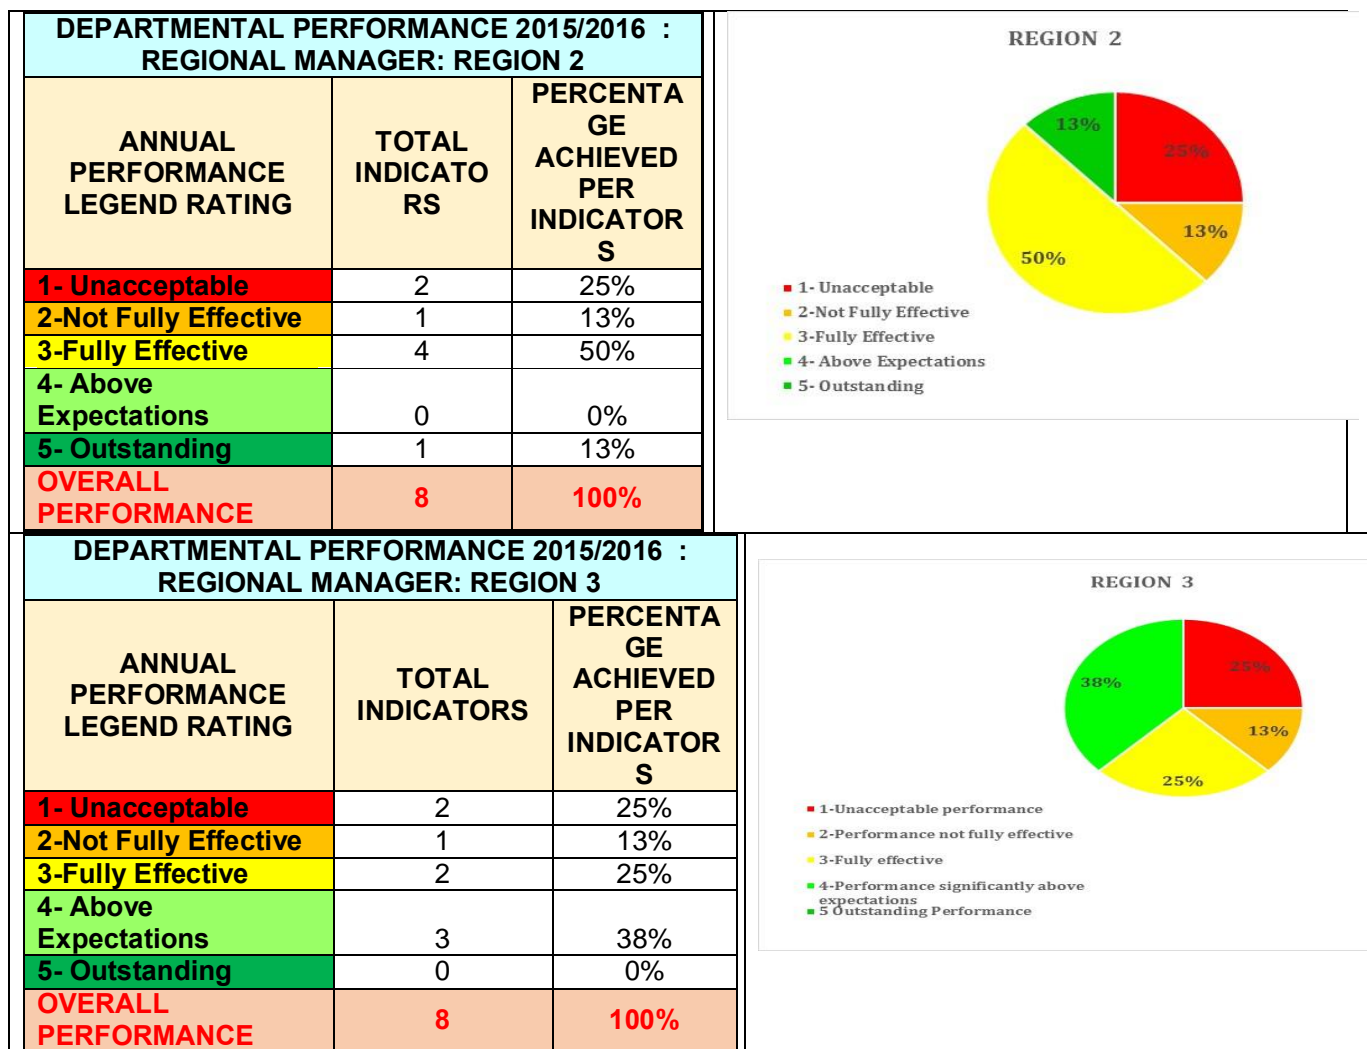 DEPARTMENTAL PERFORMANCE 2015/2016 :
REGIONAL MANAGER: REGION 2
ANNUAL
PERFORMANCE
LEGEND RATING
TOTAL
INDICATO
RS
PERCENTA
GE
ACHIEVED
PER
INDICATOR
S
1- Unacceptable 2 25%
2-Not Fully Effective 1 13%
3-Fully Effective 4 50%
4- Above
Expectations 0 0%
5- Outstanding 1 13%
OVERALL
PERFORMANCE 8 100%
REGION 2
13%
25%
13%
50%
1- Unacceptable
2-Not Fully Effective
3-Fully Effective
4- Above Expectations
5- Outstanding
DEPARTMENTAL PERFORMANCE 2015/2016 :
REGIONAL MANAGER: REGION 3
ANNUAL
PERFORMANCE
LEGEND RATING
TOTAL
INDICATORS
PERCENTA
GE
ACHIEVED
PER
INDICATOR
S
1- Unacceptable 2 25%
2-Not Fully Effective 1 13%
3-Fully Effective 2 25%
4- Above
Expectations 3 38%
5- Outstanding 0 0%
OVERALL
PERFORMANCE 8 100%
REGION 3
25%
38%
13%
25%
1-Unacceptable performance
2-Performance not fully effective
3-Fully effective
4-Performance significantly above
expectations
5 Outstanding Performance